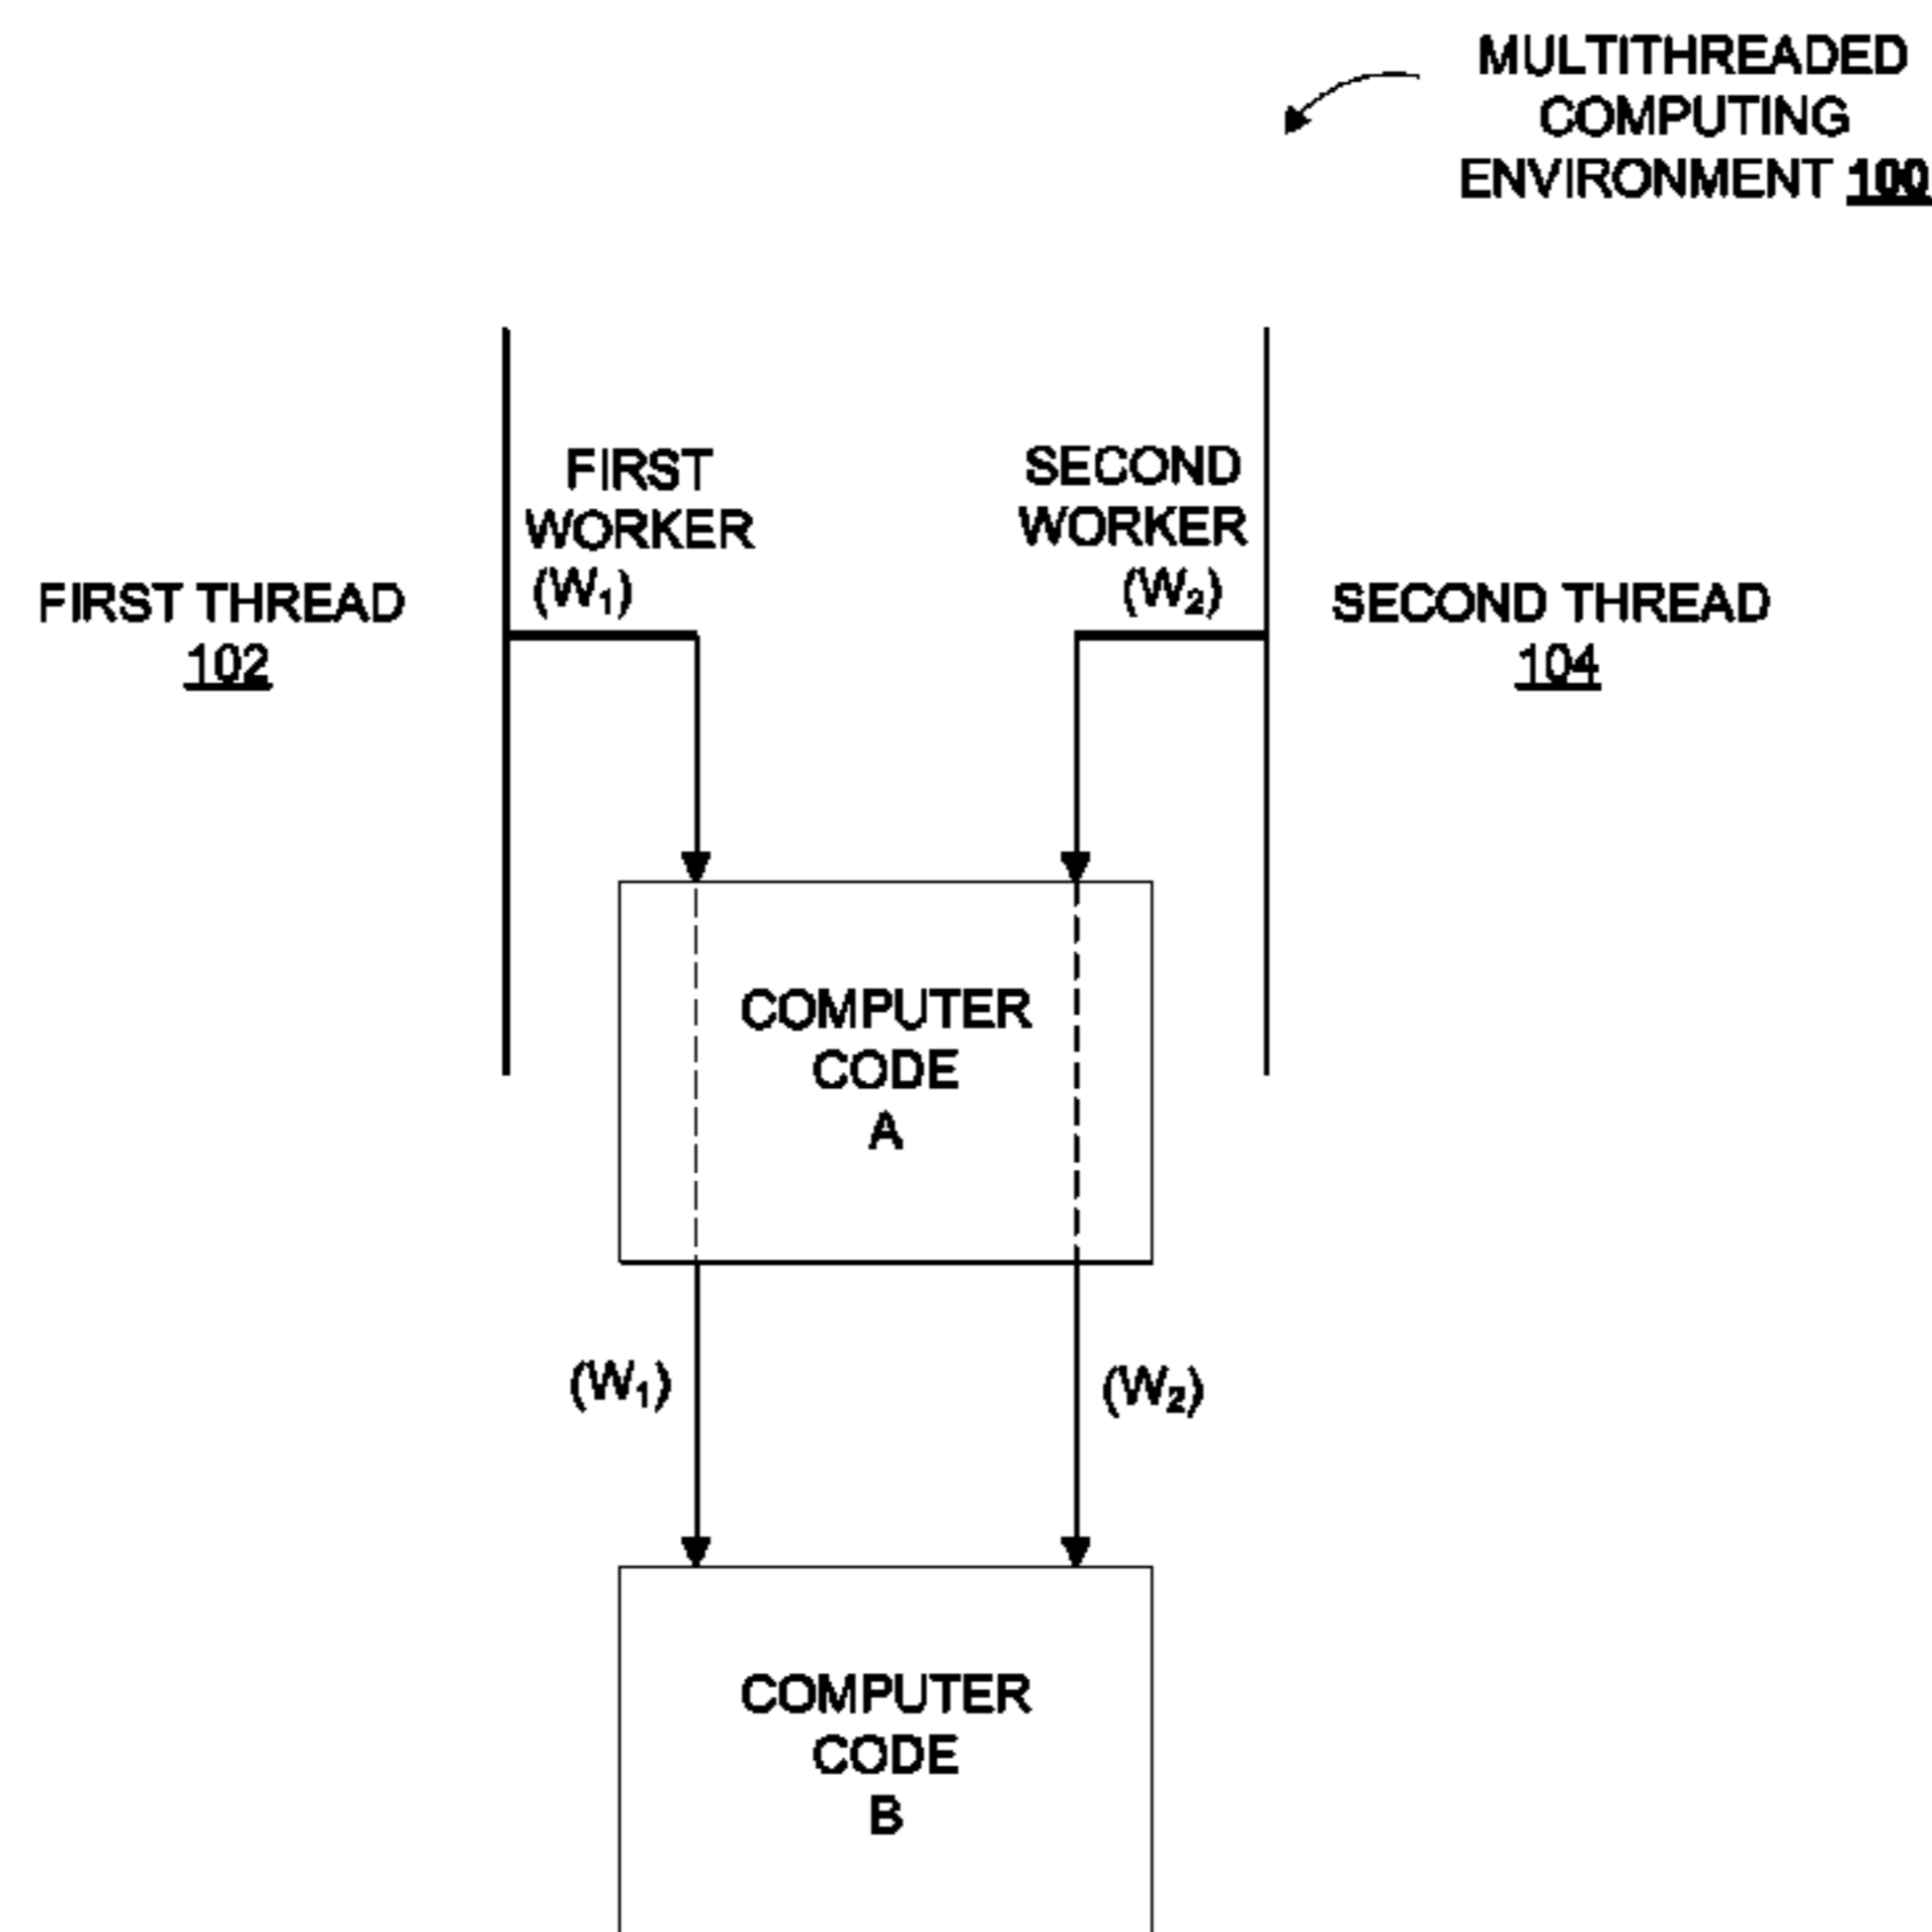 MULTITHREADED
COMPUTING
ENVIRONMENT 100
FIRST
WORKER
(W₁)
SECOND
WORKER
(W₂)
FIRST THREAD
102
SECOND THREAD
104
COMPUTER
CODE
A
(W₁)
(W₂)
COMPUTER
CODE
B